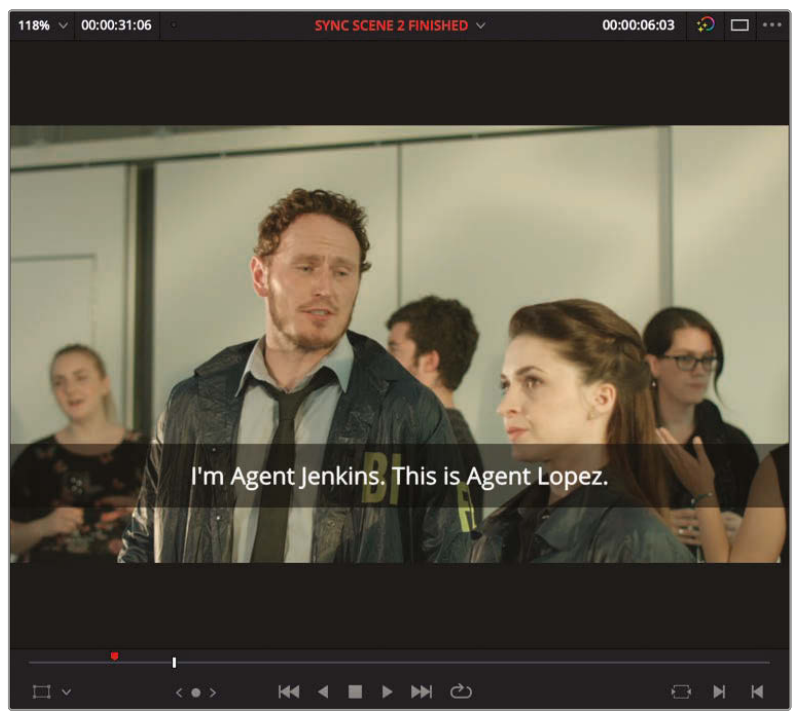 118% 00:00:31:06 SYNC SCENE 2 FINISHED 00:00:06:03
I'm Agent Jenkins. This is Agent Lopez.
BI
F